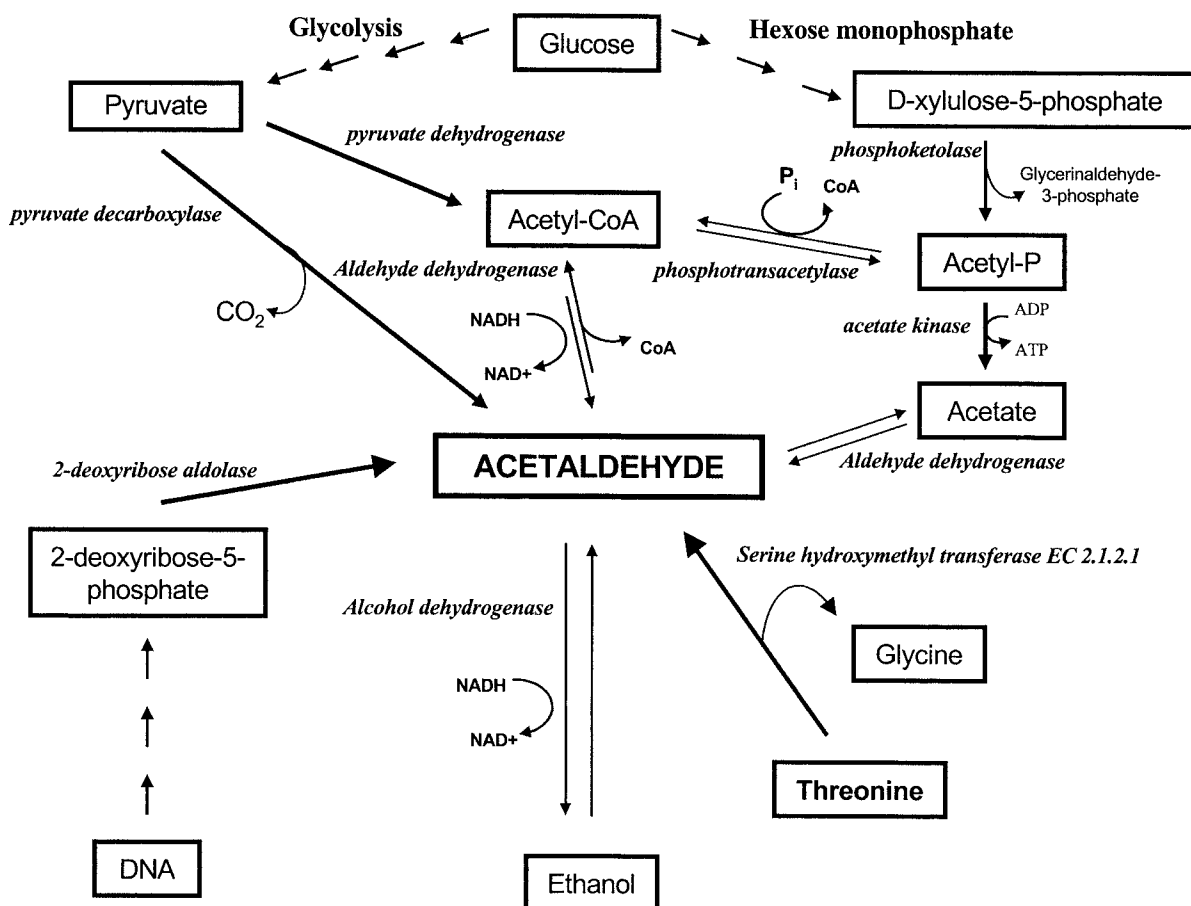 Glycolysis
Glucose
Hexose monophosphate
Pyruvate
D-xylulose-5-phosphate
pyruvate dehydrogenase
phosphoketolase
Glycerinaldehyde-
3-phosphate
Pi
CoA
pyruvate decarboxylase
Acetyl-CoA
Aldehyde dehydrogenase
phosphotransacetylase
Acetyl-P
CO2
NADH
NAD+
CoA
acetate kinase
ADP
ATP
Acetate
ACETALDEHYDE
Aldehyde dehydrogenase
2-deoxyribose aldolase
2-deoxyribose-5-
phosphate
Serine hydroxymethyl transferase EC 2.1.2.1
Alcohol dehydrogenase
Glycine
NADH
NAD+
Threonine
DNA
Ethanol